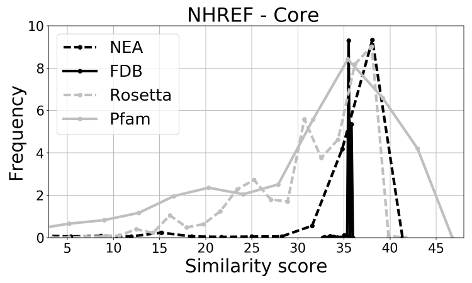 NHREF - Core
Frequency
10
8
6
4
2
0
NEA
FDB
Rosetta
Pfam
5 10 15 20 25 30 35 40 45
Similarity score